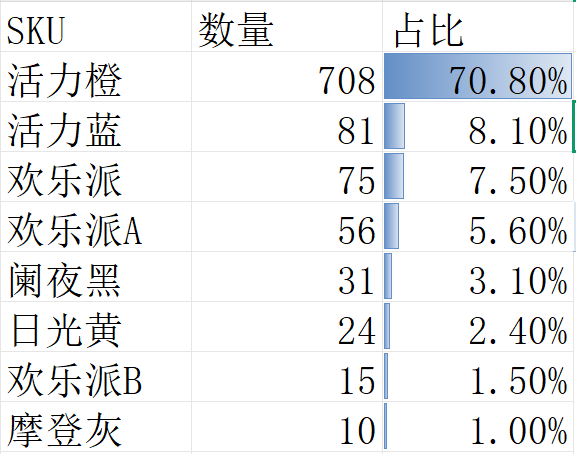 SKU 数量 占比
活力橙 708 70.80%
活力蓝 81 8.10%
欢乐派 75 7.50%
欢乐派A 56 5.60%
阑夜黑 31 3.10%
日光黄 24 2.40%
欢乐派B 15 1.50%
摩登灰 10 1.00%